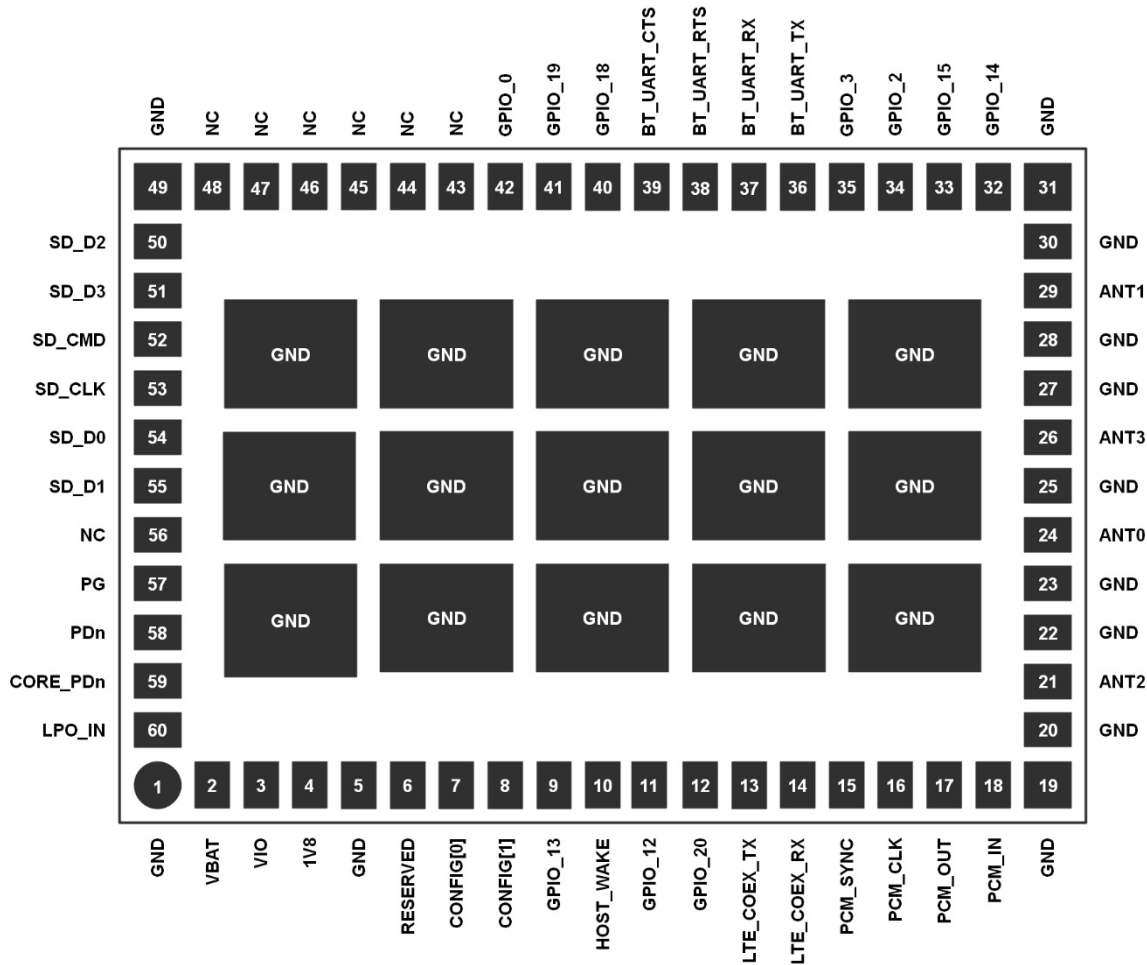 GND NC NC NC NC NC NC GPIO_0 GPIO_19 GPIO_18 BT_UART_CTS BT_UART_RTS BT_UART_RX BT_UART_TX GPIO_3 GPIO_2 GPIO_15 GPIO_14 GND
49 48 47 46 45 44 43 42 41 40 39 38 37 36 35 34 33 32 31
SD_D2 50 30 GND
SD_D3 51 29 ANT1
SD_CMD 52 28 GND
GND GND GND GND GND
SD_CLK 53 27 GND
SD_D0 54 26 ANT3
SD_D1 55 GND GND GND GND GND 25 GND
NC 56 24 ANT0
PG 57 23 GND
GND GND GND GND GND
PDn 58 22 GND
CORE_PDn 59 21 ANT2
LPO_IN 60 20 GND
1 2 3 4 5 6 7 8 9 10 11 12 13 14 15 16 17 18 19
GND VBAT VIO 1V8 GND RESERVED CONFIG[0] CONFIG[1] GPIO_13 HOST_WAKE GPIO_12 GPIO_20 LTE_COEX_TX LTE_COEX_RX PCM_SYNC PCM_CLK PCM_OUT PCM_IN GND